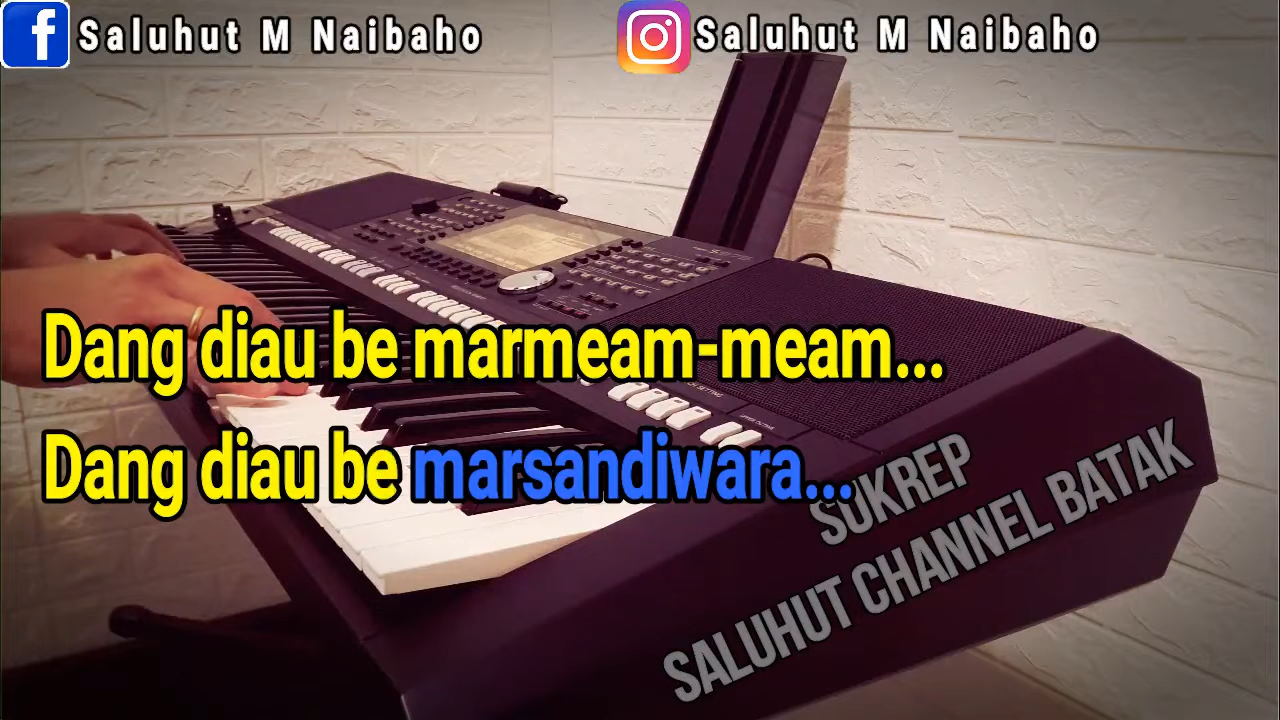 Saluhut M Naibaho
Saluhut M Naibaho
Dang diau be marmeam-meam...
Dang diau be marsandiwara...
SUKREP
SALUHUT CHANNEL BATAK